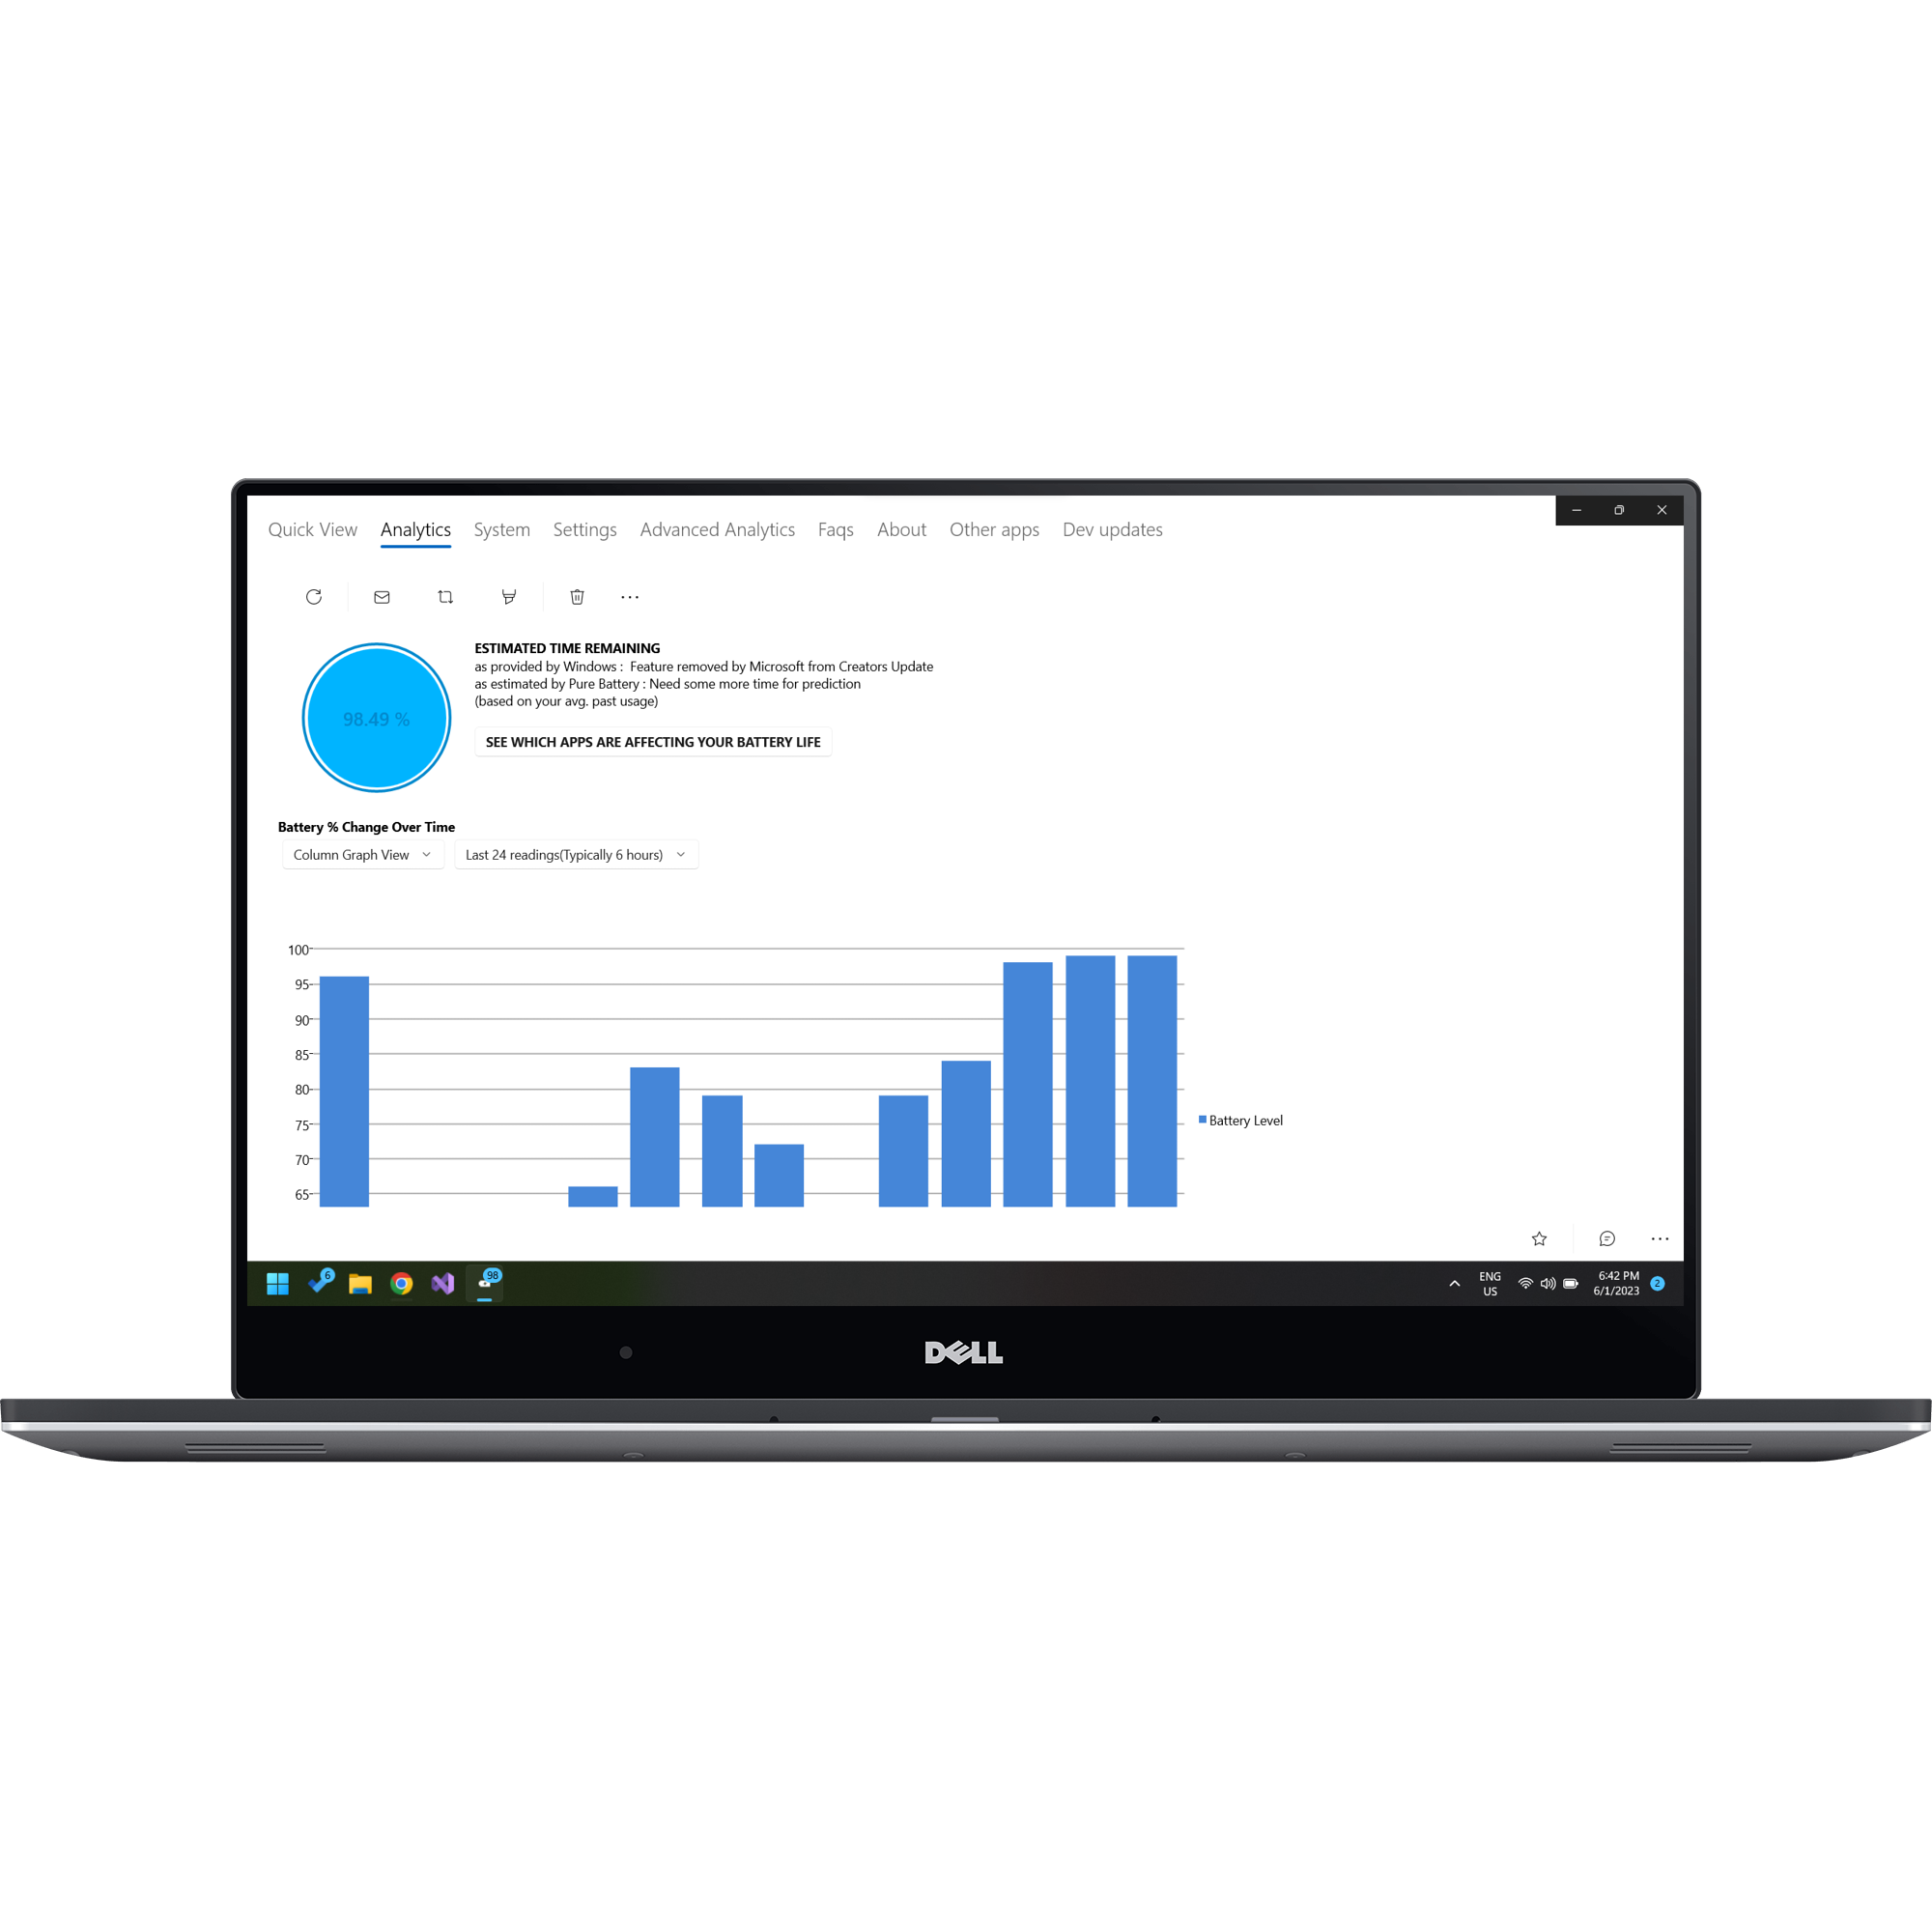 Quick View Analytics System Settings Advanced Analytics Faqs About Other apps Dev updates
ESTIMATED TIME REMAINING
as provided by Windows : Feature removed by Microsoft from Creators Update
as estimated by Pure Battery : Need some more time for prediction
(based on your avg. past usage)
98.49 %
SEE WHICH APPS ARE AFFECTING YOUR BATTERY LIFE
Battery % Change Over Time
Column Graph View Last 24 readings(Typically 6 hours)
100
95
90
85
80
75
70
65
Battery Level
6
98
ENG
US
6:42 PM
6/1/2023
2
DELL